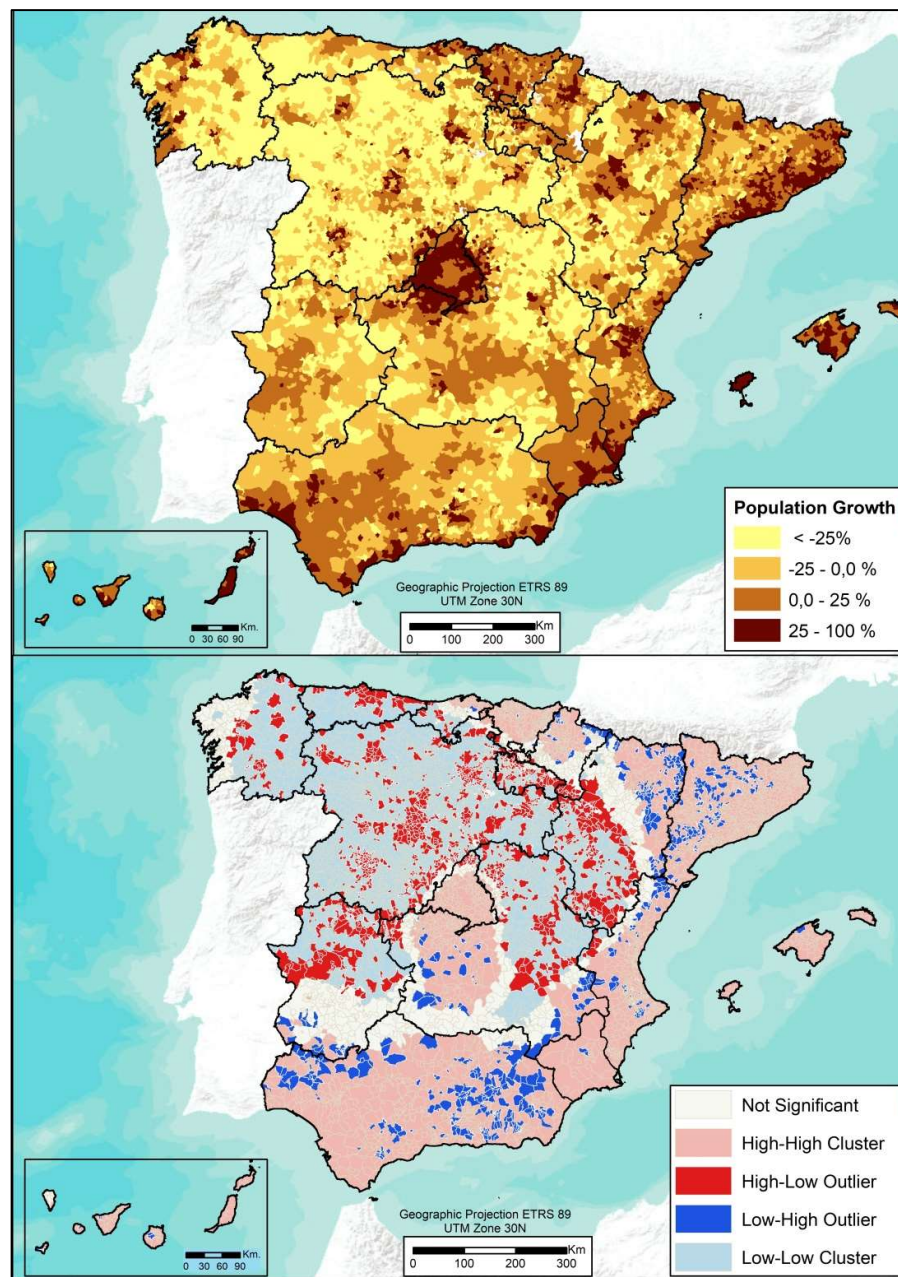 Population Growth
< -25%
-25 - 0,0 %
0,0 - 25 %
25 - 100 %
Geographic Projection ETRS 89
UTM Zone 30N
Km
0 100 200 300
Km.
0 30 60 90
Not Significant
High-High Cluster
High-Low Outlier
Low-High Outlier
Low-Low Cluster
Geographic Projection ETRS 89
UTM Zone 30N
Km
0 100 200 300
Km.
0 30 60 90